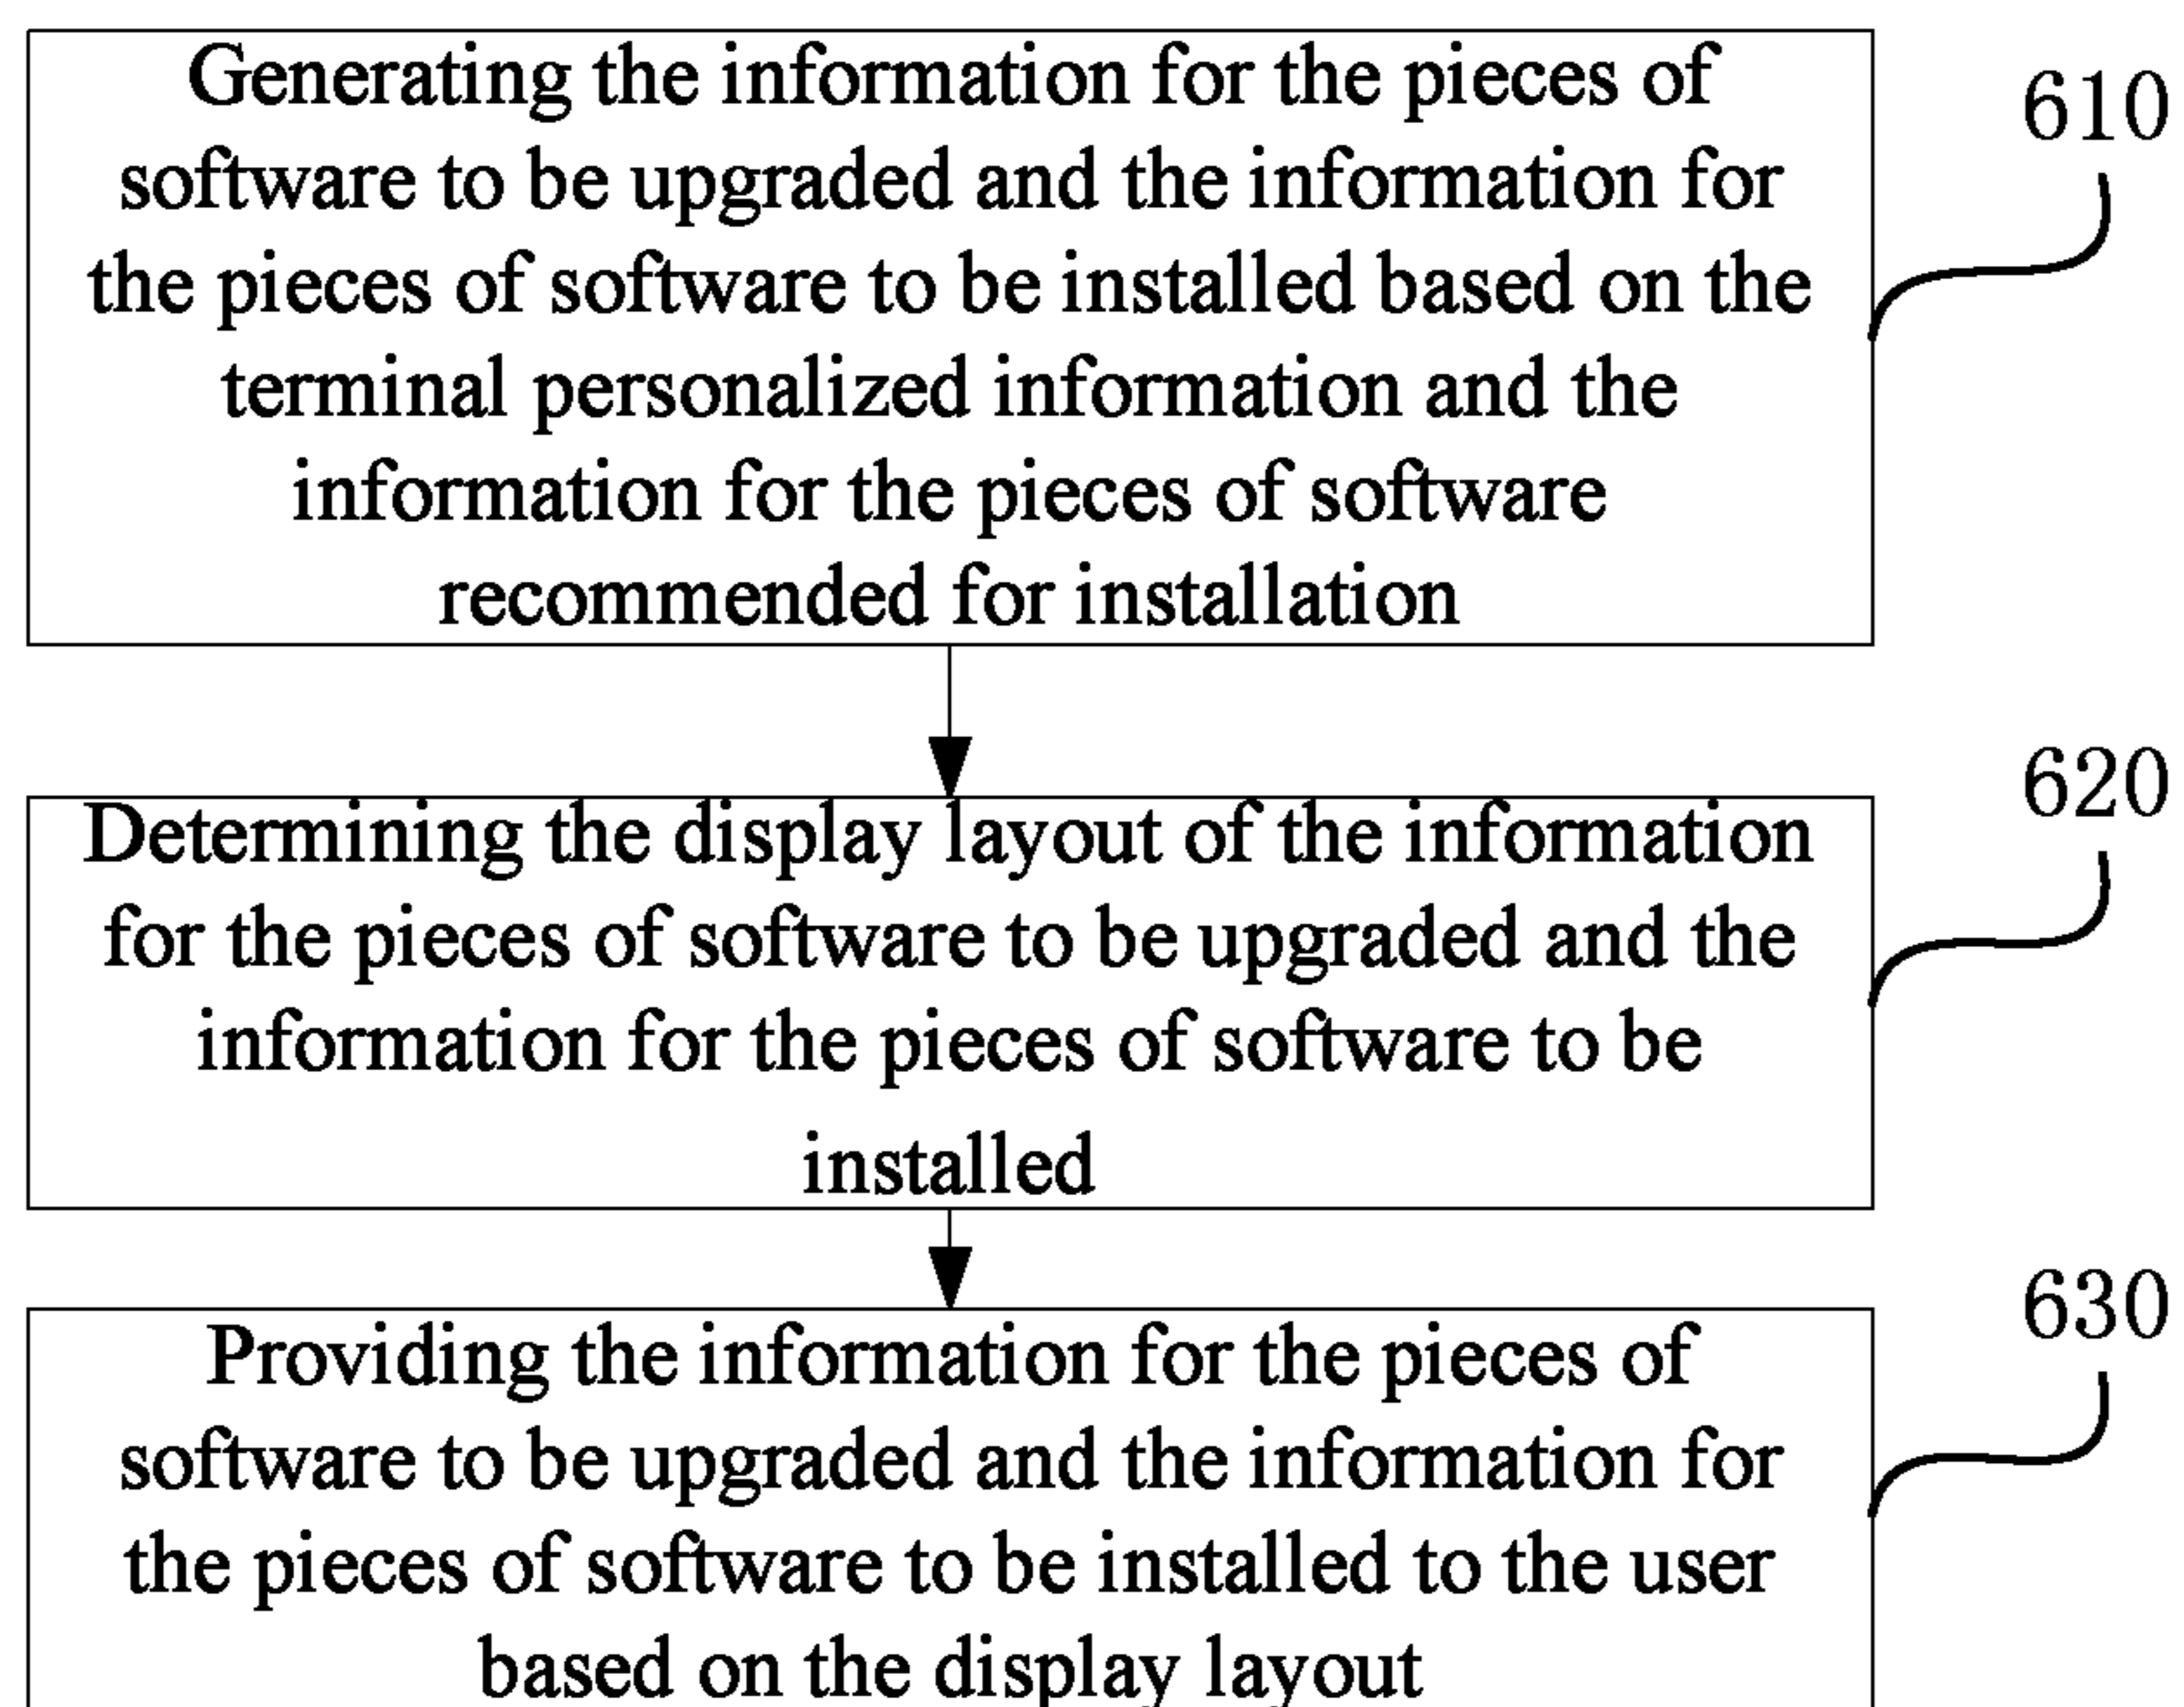 Generating the information for the pieces of
software to be upgraded and the information for
the pieces of software to be installed based on the
terminal personalized information and the
information for the pieces of software
recommended for installation
610
Determining the display layout of the information
for the pieces of software to be upgraded and the
information for the pieces of software to be
installed
620
Providing the information for the pieces of
software to be upgraded and the information for
the pieces of software to be installed to the user
based on the display layout
630